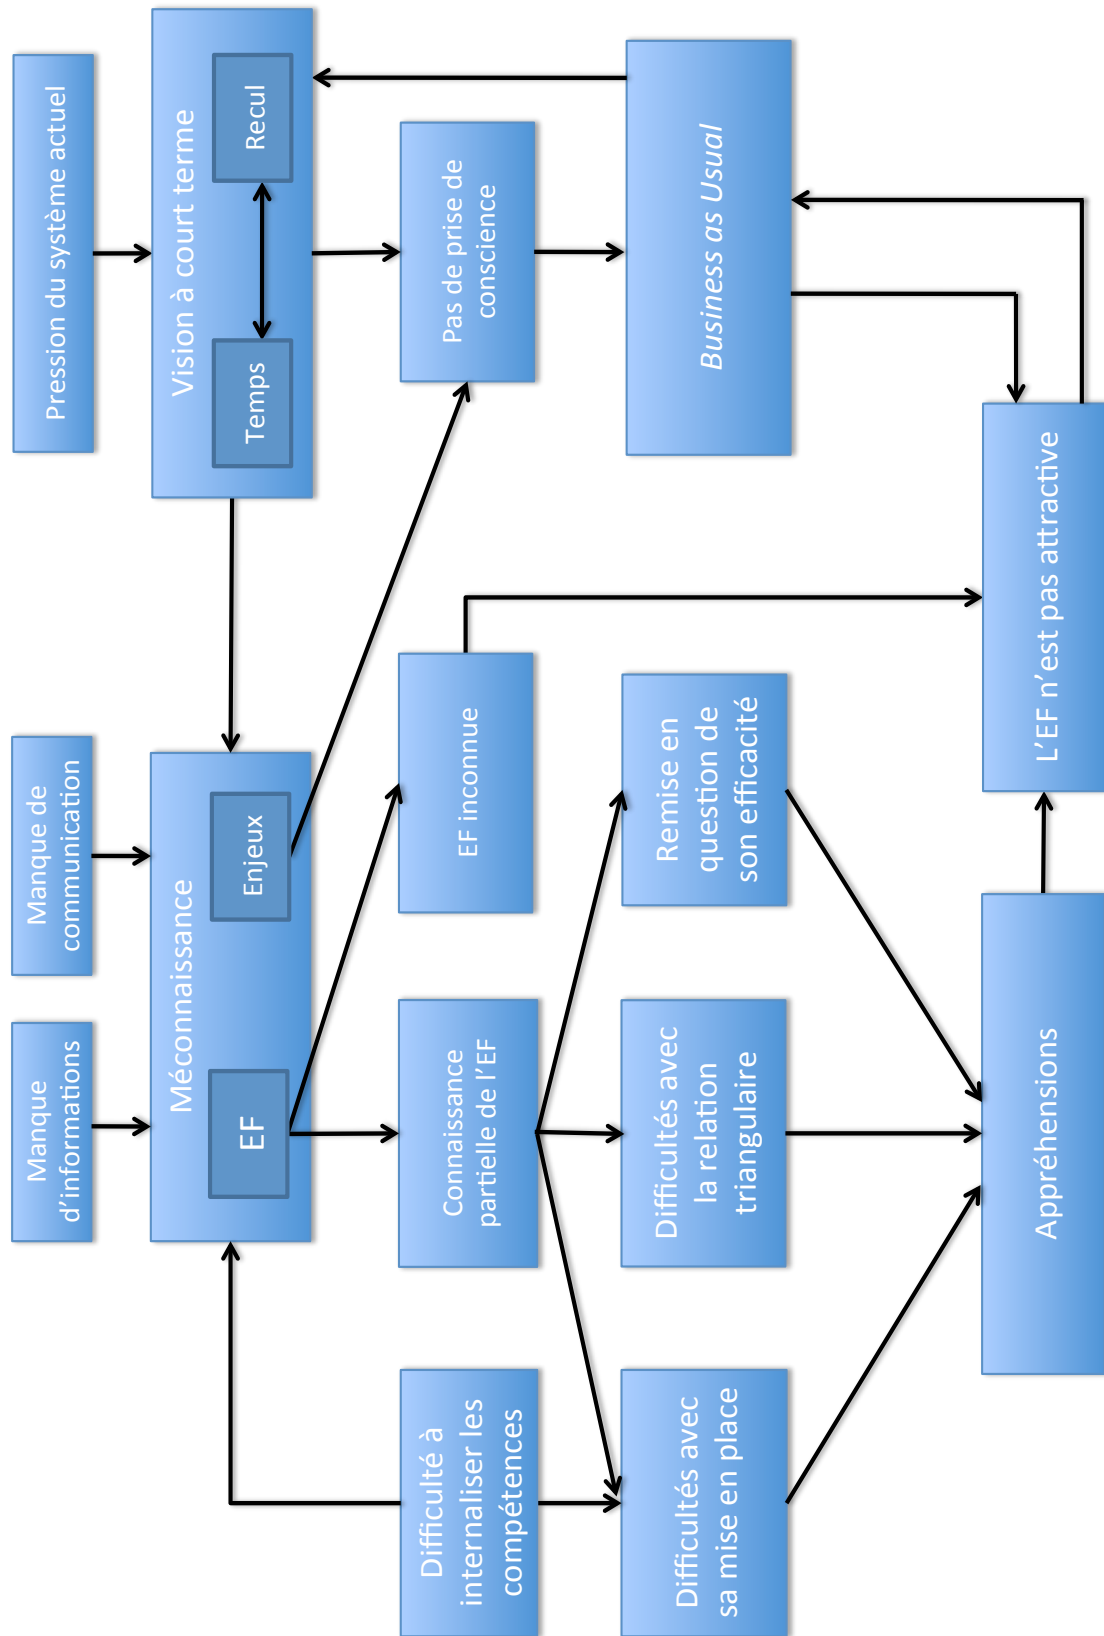 Manque
d'informations
Manque de
communication
Pression du système actuel
Méconnaissance
EF
Enjeux
Vision à court terme
Temps
Recul
Difficulté à
internaliser les
compétences
Connaissance
partielle de l'EF
EF inconnue
Pas de prise de
conscience
Difficultés avec
sa mise en place
Difficultés avec
la relation
triangulaire
Remise en
question de
son efficacité
Business as Usual
Appréhensions
L'EF n'est pas attractive